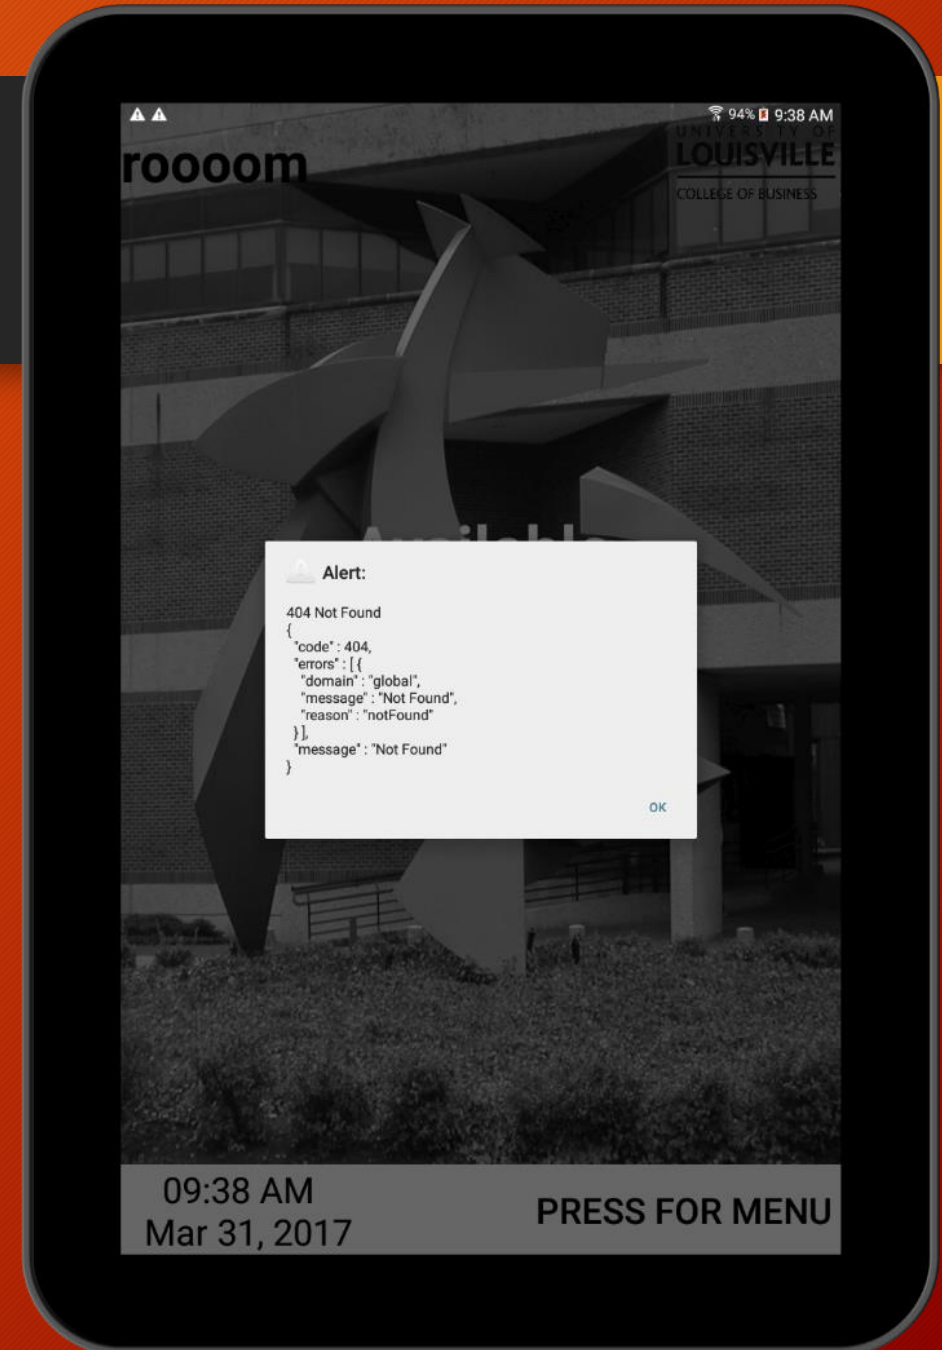 94% 9:38 AM
roooom
UNIVERSITY OF
LOUISVILLE
COLLEGE OF BUSINESS
Available
Alert:
404 Not Found
{
"code" : 404,
"errors" : [ {
"domain" : "global",
"message" : "Not Found",
"reason" : "notFound"
} ],
"message" : "Not Found"
}
OK
09:38 AM
Mar 31, 2017
PRESS FOR MENU